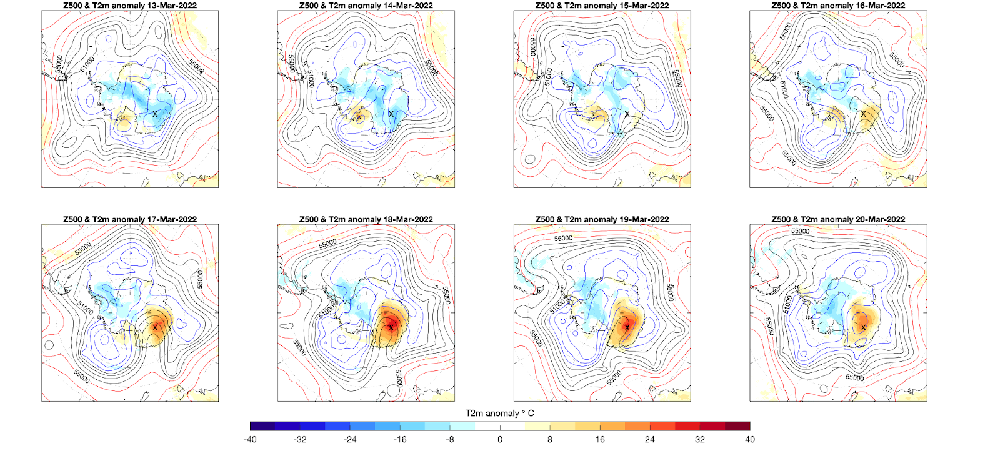 Z500 & T2m anomaly 13-Mar-2022
Z500 & T2m anomaly 14-Mar-2022
Z500 & T2m anomaly 15-Mar-2022
Z500 & T2m anomaly 16-Mar-2022
55000
51000
55000
X
55000
51000
55000
X
55000
51000
55000
X
55000
55000
51000
55000
55000
X
Z500 & T2m anomaly 17-Mar-2022
Z500 & T2m anomaly 18-Mar-2022
Z500 & T2m anomaly 19-Mar-2022
Z500 & T2m anomaly 20-Mar-2022
55000
55000
51000
55000
X
55000
55000
51000
55000
55000
X
55000
55000
51000
55000
55000
X
55000
55000
51000
55000
55000
X
T2m anomaly ° C
-40 -32 -24 -16 -8 0 8 16 24 32 40